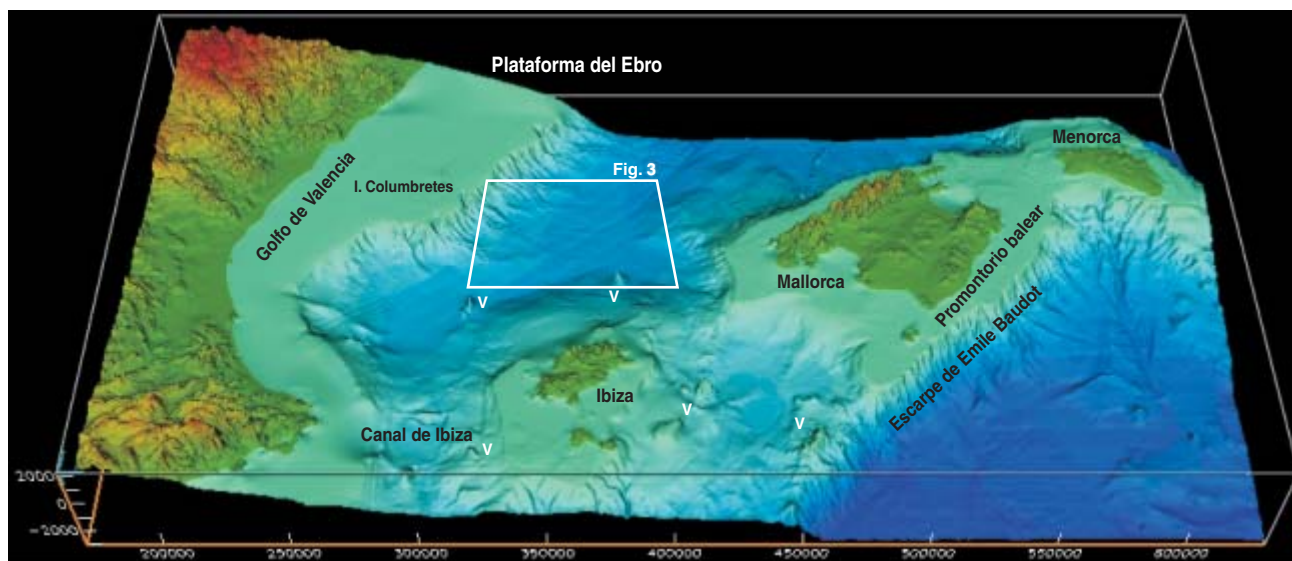 Plataforma del Ebro
Menorca
Fig. 3
Golfo de Valencia
I. Columbretes
Promontorio balear
Mallorca
V
V
Escarpe de Emile Baudot
Ibiza
V
V
Canal de Ibiza
V
2000
0
-2000
200000 250000 300000 350000 400000 450000 500000 550000 600000